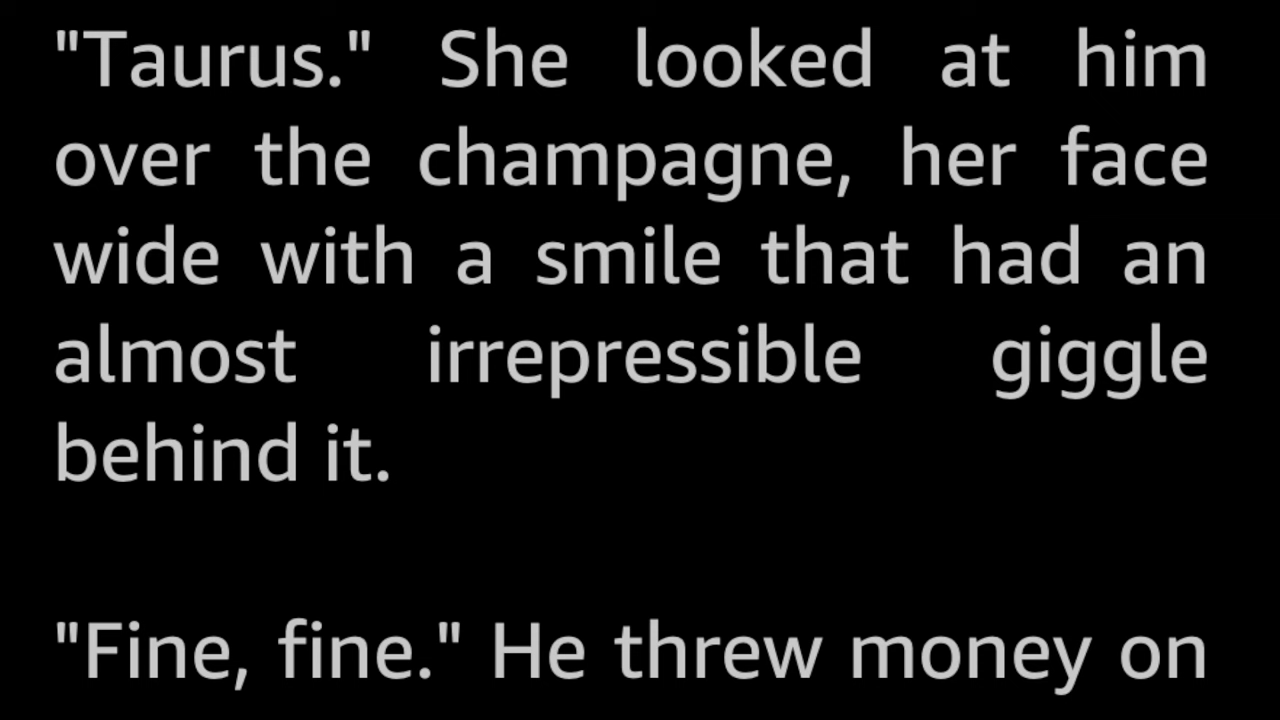 "Taurus." She looked at him
over the champagne, her face
wide with a smile that had an
almost irrepressible giggle
behind it.
"Fine, fine." He threw money on